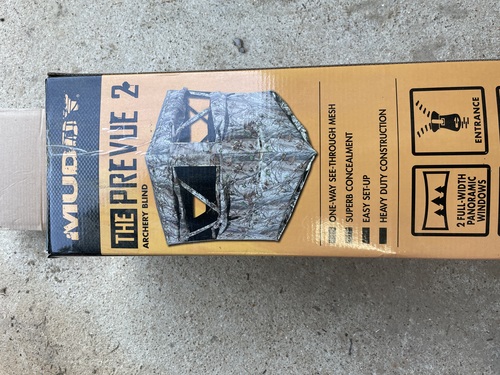 MUDDY
THE PREVUE 2
ARCHERY BLIND
ONE-WAY SEE-THROUGH MESH
SUPERB CONCEALMENT
EASY SET-UP
HEAVY DUTY CONSTRUCTION
ENTRANCE
2 FULL-WIDTH
PANORAMIC
WINDOWS